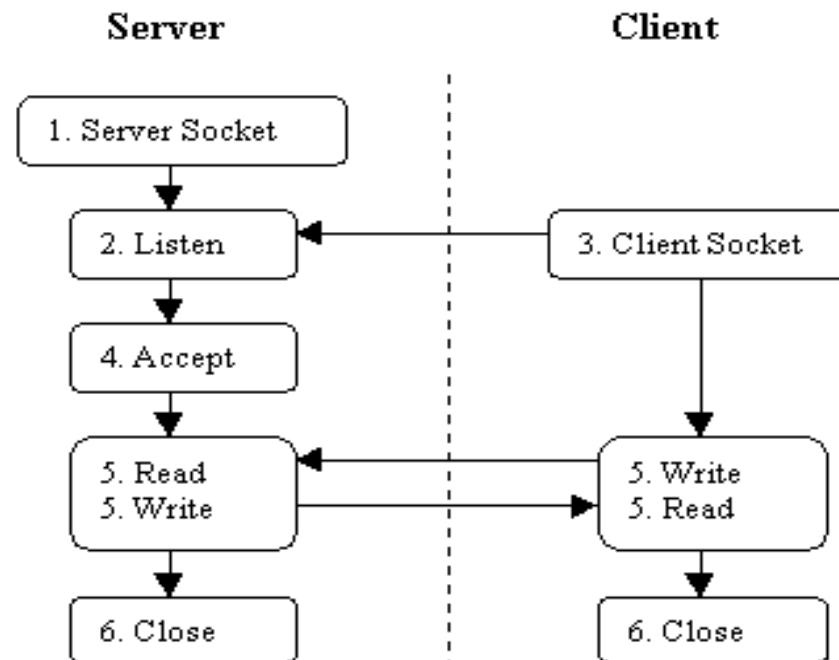 Server
Client
1. Server Socket
2. Listen
3. Client Socket
4. Accept
5. Read
5. Write
5. Write
5. Read
6. Close
6. Close